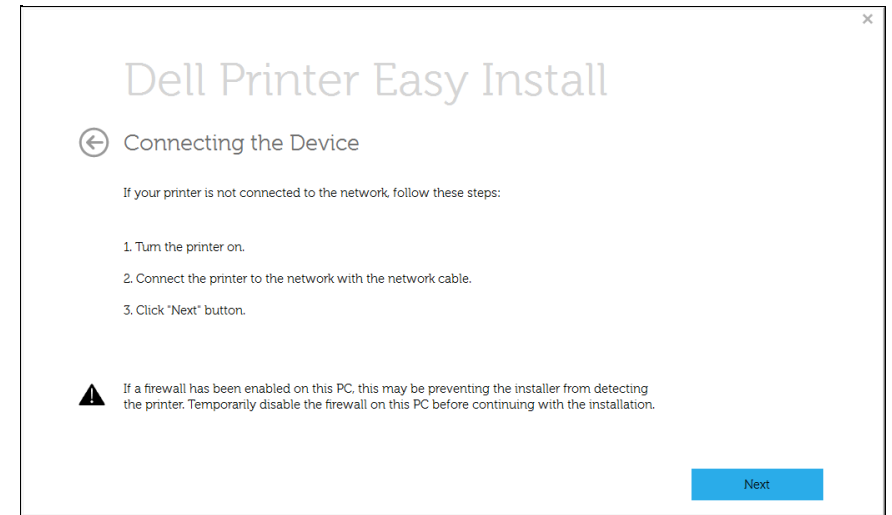 Dell Printer Easy Install
Connecting the Device
If your printer is not connected to the network, follow these steps:
1. Turn the printer on.
2. Connect the printer to the network with the network cable.
3. Click "Next" button.
If a firewall has been enabled on this PC, this may be preventing the installer from detecting
the printer. Temporarily disable the firewall on this PC before continuing with the installation.
Next